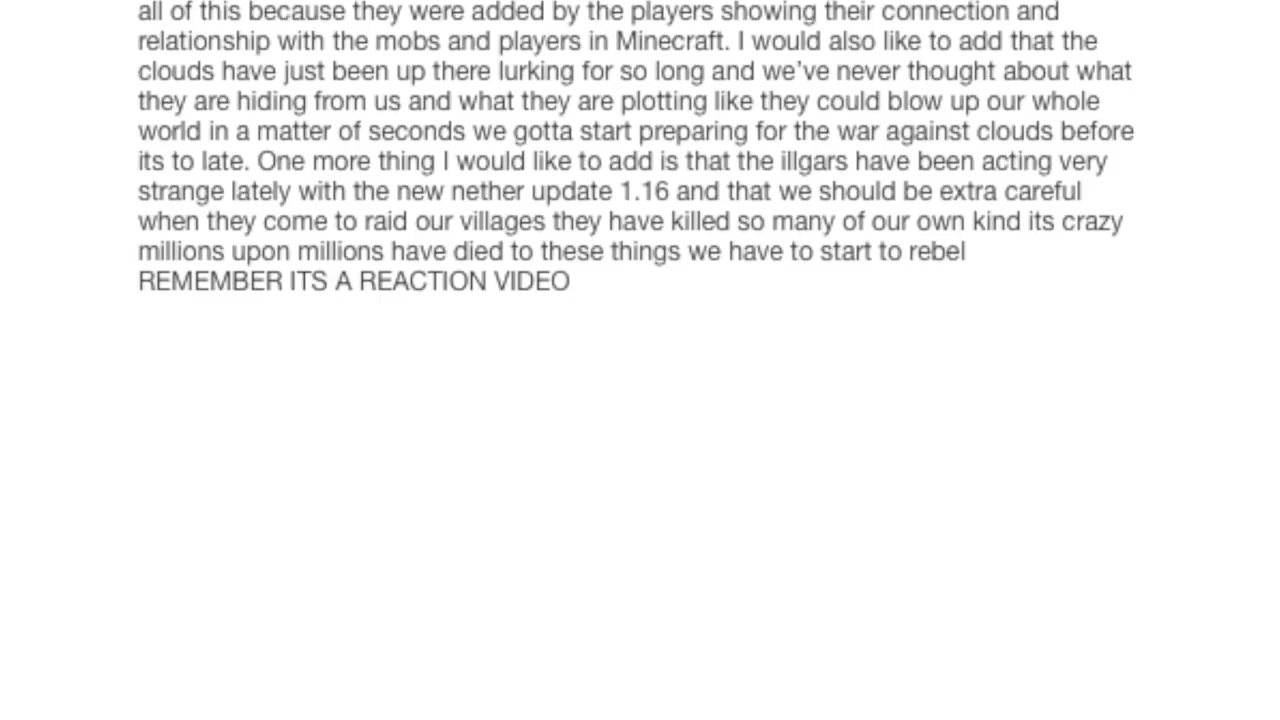 all of this because they were added by the players showing their connection and
relationship with the mobs and players in Minecraft. I would also like to add that the
clouds have just been up there lurking for so long and we've never thought about what
they are hiding from us and what they are plotting like they could blow up our whole
world in a matter of seconds we gotta start preparing for the war against clouds before
its to late. One more thing I would like to add is that the illgars have been acting very
strange lately with the new nether update 1.16 and that we should be extra careful
when they come to raid our villages they have killed so many of our own kind its crazy
millions upon millions have died to these things we have to start to rebel
REMEMBER ITS A REACTION VIDEO